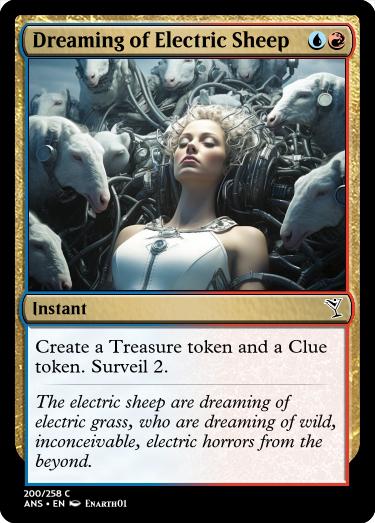 Dreaming of Electric Sheep
Instant
Create a Treasure token and a Clue
token. Surveil 2.
The electric sheep are dreaming of
electric grass, who are dreaming of wild,
inconceivable, electric horrors from the
beyond.
200/258 C
ANS • EN Enarth01